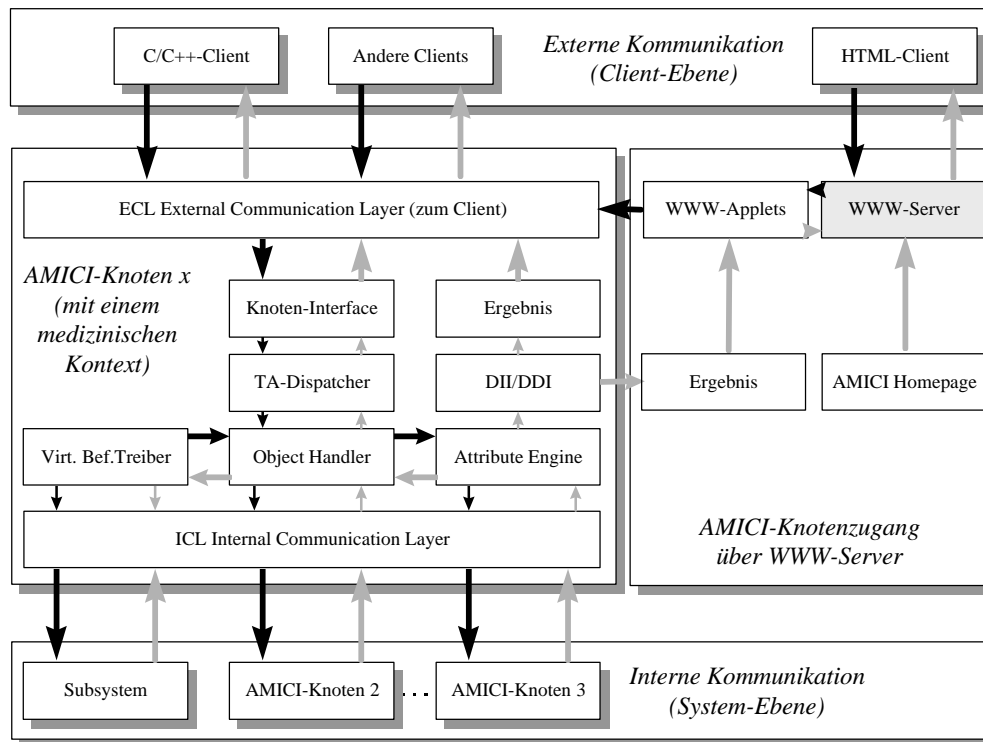 C/C++-Client
Andere Clients
Externe Kommunikation
(Client-Ebene)
HTML-Client
ECL External Communication Layer (zum Client)
WWW-Applets
WWW-Server
AMICI-Knoten x
(mit einem
medizinischen
Kontext)
Knoten-Interface
Ergebnis
TA-Dispatcher
DII/DDI
Ergebnis
AMICI Homepage
Virt. Bef.Treiber
Object Handler
Attribute Engine
ICL Internal Communication Layer
AMICI-Knotenzugang
über WWW-Server
Subsystem
AMICI-Knoten 2
....
AMICI-Knoten 3
Interne Kommunikation
(System-Ebene)